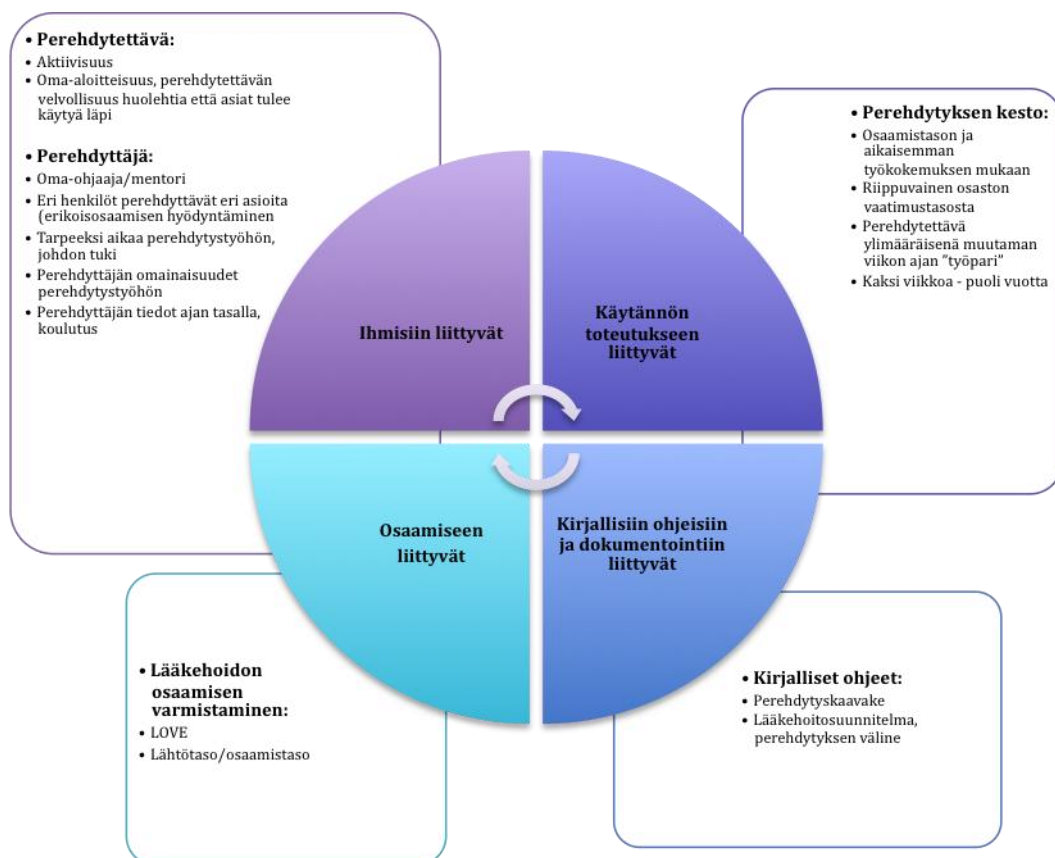 • Perehdytettävä:
• Aktiivisuus
• Oma-aloitteisuus, perehdytettävän
velvollisuus huolehtia että asiat tulee
käytyä läpi
• Perehdyttäjä:
• Oma-ohjaaja/mentori
• Eri henkilöt perehdyttävät eri asioita
(erikoisosaamisen hyödyntäminen
• Tarpeeksi aikaa perehdytystyöhön,
johdon tuki
• Perehdyttäjän omainaisuudet
perehdytystyöhön
• Perehdyttäjän tiedot ajan tasalla,
koulutus
• Perehdytyksen kesto:
• Osaamistason ja
aikaisemman
työkokemuksen mukaan
• Riippuvainen osaston
vaatimustasosta
• Perehdytettävä
ylimääräisenä muutaman
viikon ajan ”työpari”
• Kaksi viikkoa - puoli vuotta
Ihmisiin liittyvät
Käytännön
toteutukseen
liittyvät
Osaamiseen
liittyvät
Kirjallisiin ohjeisiin
ja dokumentointiin
liittyvät
• Lääkehoidon
osaamisen
varmistaminen:
• LOVE
• Lähtötaso/osaamistaso
• Kirjalliset ohjeet:
• Perehdytyskaavake
• Lääkehoitosuunnitelma,
perehdytyksen väline